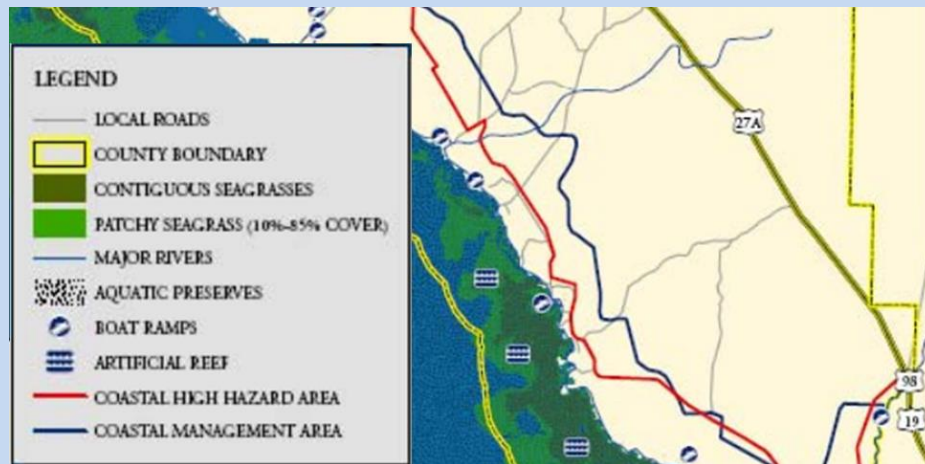 LEGEND
LOCAL ROADS
COUNTY BOUNDARY
CONTIGUOUS SEAGRASSES
PATCHY SEAGRASS (10%-85% COVER)
MAJOR RIVERS
AQUATIC PRESERVES
BOAT RAMPS
ARTIFICIAL REEF
COASTAL HIGH HAZARD AREA
COASTAL MANAGEMENT AREA
27A
98
19